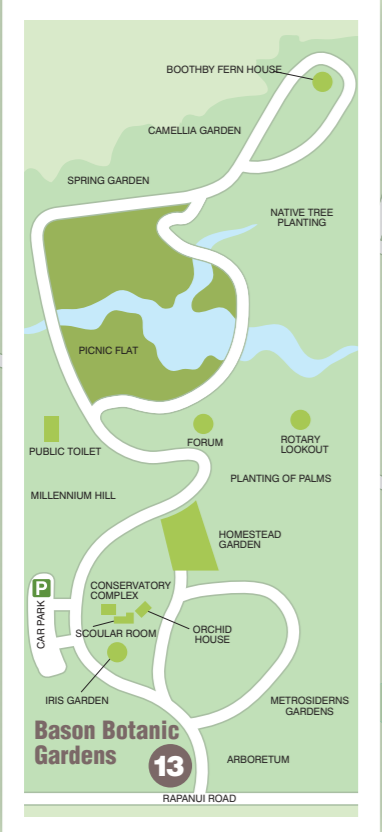 BOOTHBY FERN HOUSE
CAMELLIA GARDEN
SPRING GARDEN
NATIVE TREE
PLANTING
PICNIC FLAT
PUBLIC TOILET
FORUM
ROTARY
LOOKOUT
PLANTING OF PALMS
MILLENNIUM HILL
HOMESTEAD
GARDEN
P
CAR PARK
CONSERVATORY
COMPLEX
SCOULAR ROOM
ORCHID
HOUSE
IRIS GARDEN
METROSIDERNS
GARDENS
Bason Botanic
Gardens
13
ARBORETUM
RAPANUI ROAD